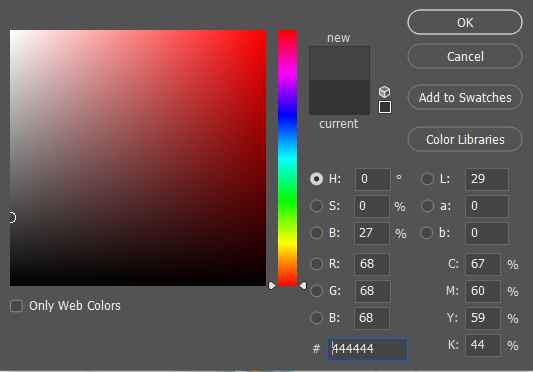 new
current
OK
Cancel
Add to Swatches
Color Libraries
H: 0 °
S: 0 %
B: 27 %
R: 68
G: 68
B: 68
# 444444
L: 29
a: 0
b: 0
C: 67 %
M: 60 %
Y: 59 %
K: 44 %
Only Web Colors